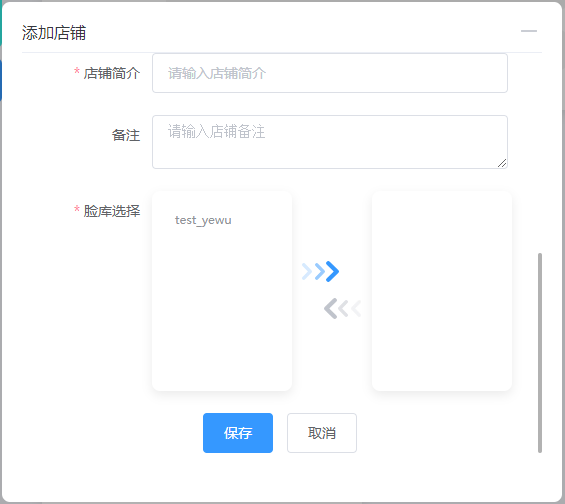 添加店铺
* 店铺简介 请输入店铺简介
备注 请输入店铺备注
* 脸库选择
test_yewu
保存 取消